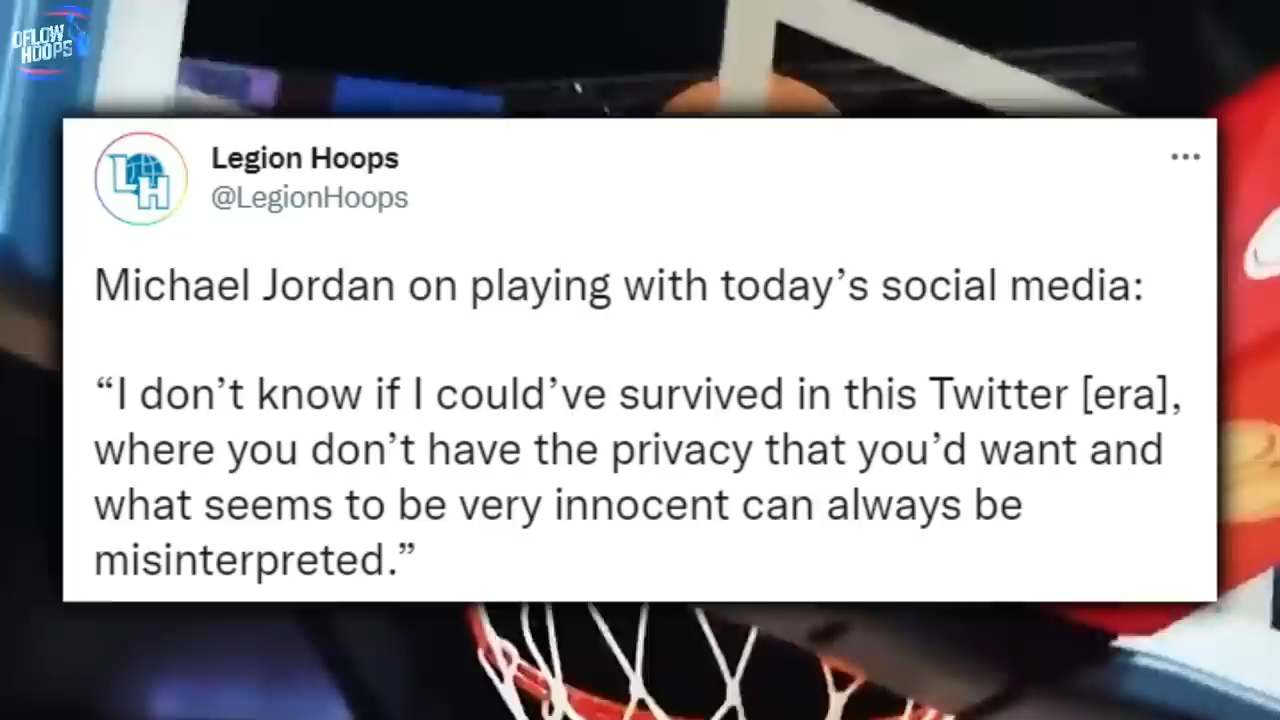 DFLOW
HOOPS
LH
Legion Hoops
@LegionHoops
Michael Jordan on playing with today’s social media:
“I don’t know if I could’ve survived in this Twitter [era],
where you don’t have the privacy that you’d want and
what seems to be very innocent can always be
misinterpreted.”